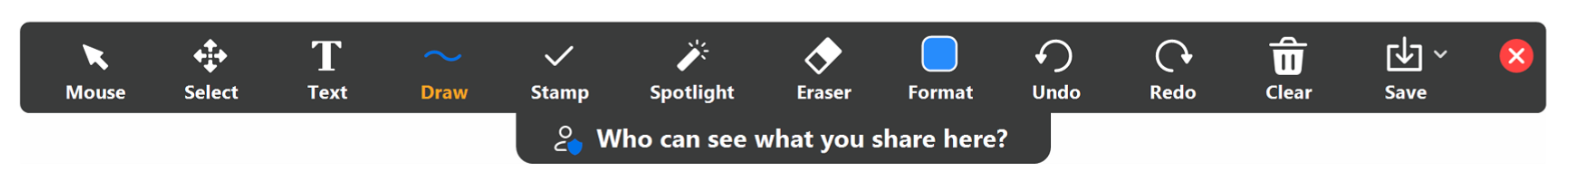 Mouse Select Text Draw Stamp Spotlight Eraser Format Undo Redo Clear Save
Who can see what you share here?